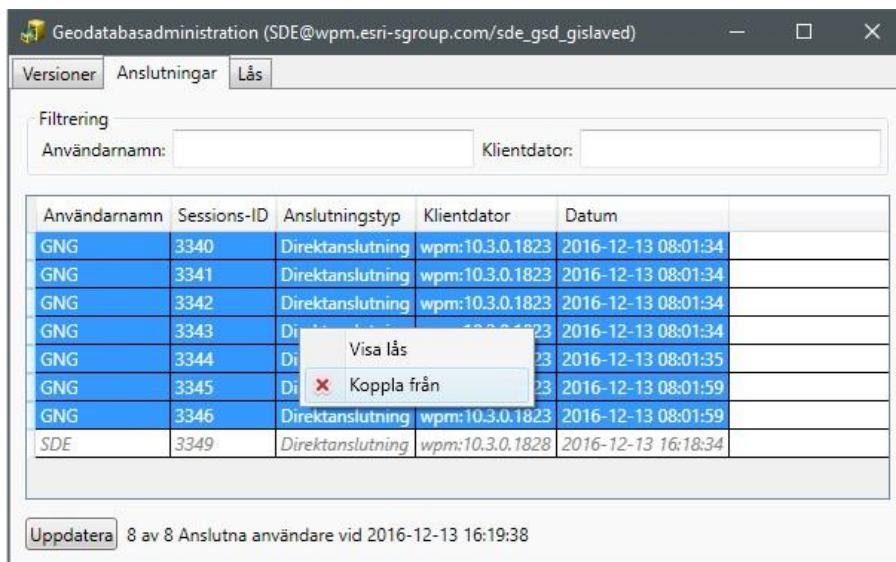 Geodatabasadministration (SDE@wpm.esri-sgroup.com/sde_gsd_gislaved)
Versioner Anslutningar Lås
Filtrering
Användarnamn: Klientdator:
Användarnamn Sessions-ID Anslutningstyp Klientdator Datum
GNG 3340 Direktanslutning wpm:10.3.0.1823 2016-12-13 08:01:34
GNG 3341 Direktanslutning wpm:10.3.0.1823 2016-12-13 08:01:34
GNG 3342 Direktanslutning wpm:10.3.0.1823 2016-12-13 08:01:34
GNG 3343 23 2016-12-13 08:01:34
Visa lås
GNG 3344 Di 23 2016-12-13 08:01:35
Koppla från
GNG 3345 Di 23 2016-12-13 08:01:59
GNG 3346 Direktanslutning wpm:10.3.0.1823 2016-12-13 08:01:59
SDE 3349 Direktanslutning wpm:10.3.0.1828 2016-12-13 16:18:34
Uppdatera 8 av 8 Anslutna användare vid 2016-12-13 16:19:38